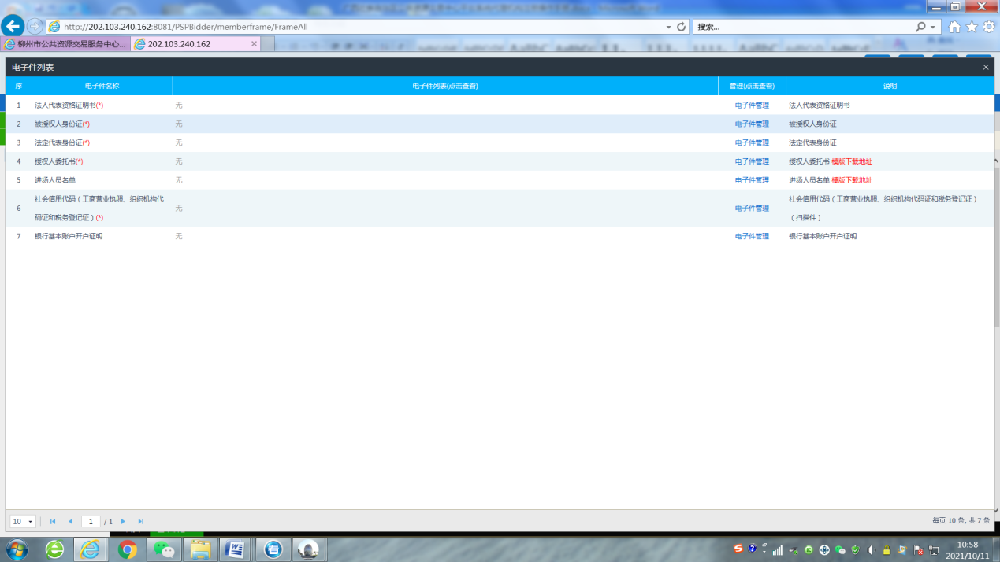 http://202.103.240.162:8081/PSPBidder/memberframe/FrameAll
搜索...
柳州市公共资源交易服务中心...
202.103.240.162
电子件列表
序 电子件名称 电子件列表(点击查看) 管理(点击查看) 说明
1 法人代表资格证明书(*) 无 电子件管理 法人代表资格证明书
2 被授权人身份证(*) 无 电子件管理 被授权人身份证
3 法定代表身份证(*) 无 电子件管理 法定代表身份证
4 授权人委托书(*) 无 电子件管理 授权人委托书 模版下载地址
5 进场人员名单 无 电子件管理 进场人员名单 模版下载地址
6 社会信用代码（工商营业执照、组织机构代
码证和税务登记证）(*) 无 电子件管理 社会信用代码（工商营业执照、组织机构代码证和税务登记证）
（扫描件）
7 银行基本账户开户证明 无 电子件管理 银行基本账户开户证明
10 1 / 1 每页 10 条, 共 7 条
10:58
2021/10/11